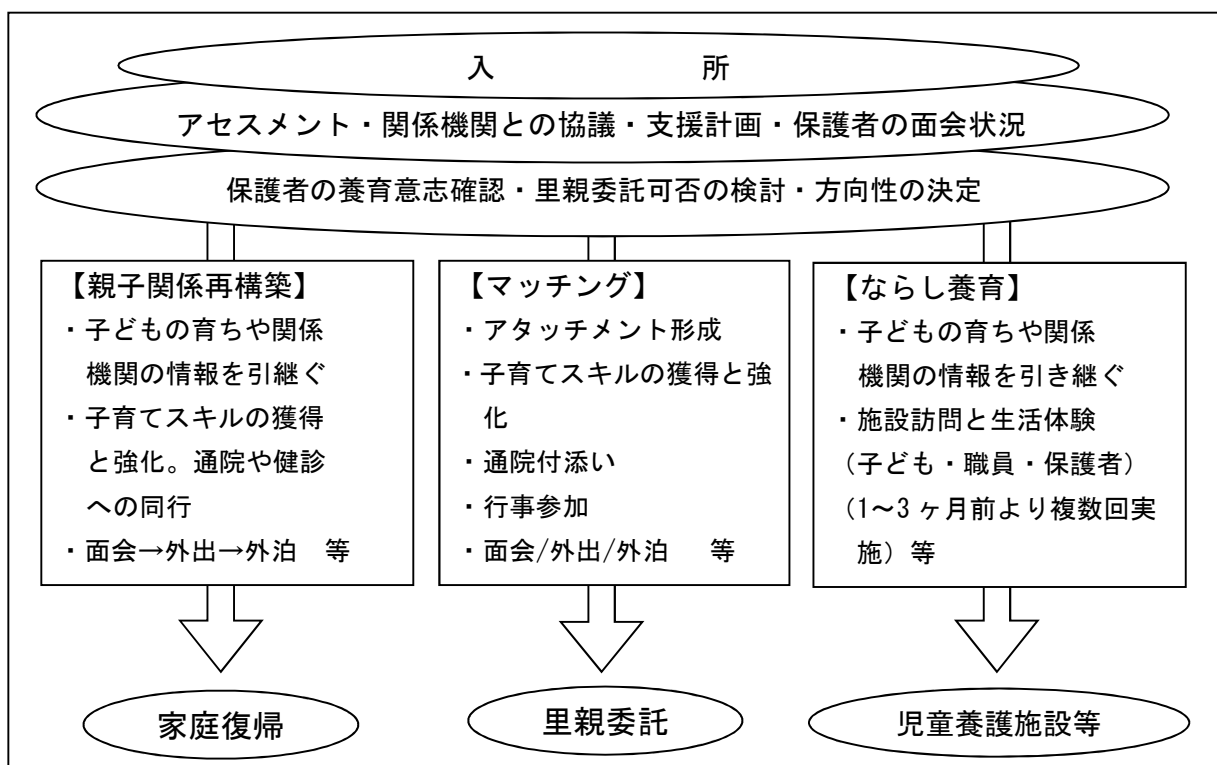 入　　　　　所
アセスメント・関係機関との協議・支援計画・保護者の面会状況
保護者の養育意志確認・里親委託可否の検討・方向性の決定
【親子関係再構築】
・子どもの育ちや関係
機関の情報を引継ぐ
・子育てスキルの獲得
と強化。通院や健診
への同行
・面会→外出→外泊　等
【マッチング】
・アタッチメント形成
・子育てスキルの獲得と強
化
・通院付添い
・行事参加
・面会/外出/外泊　等
【ならし養育】
・子どもの育ちや関係
機関の情報を引き継ぐ
・施設訪問と生活体験
（子ども・職員・保護者）
（1～3 ヶ月前より複数回実
施）等
家庭復帰
里親委託
児童養護施設等